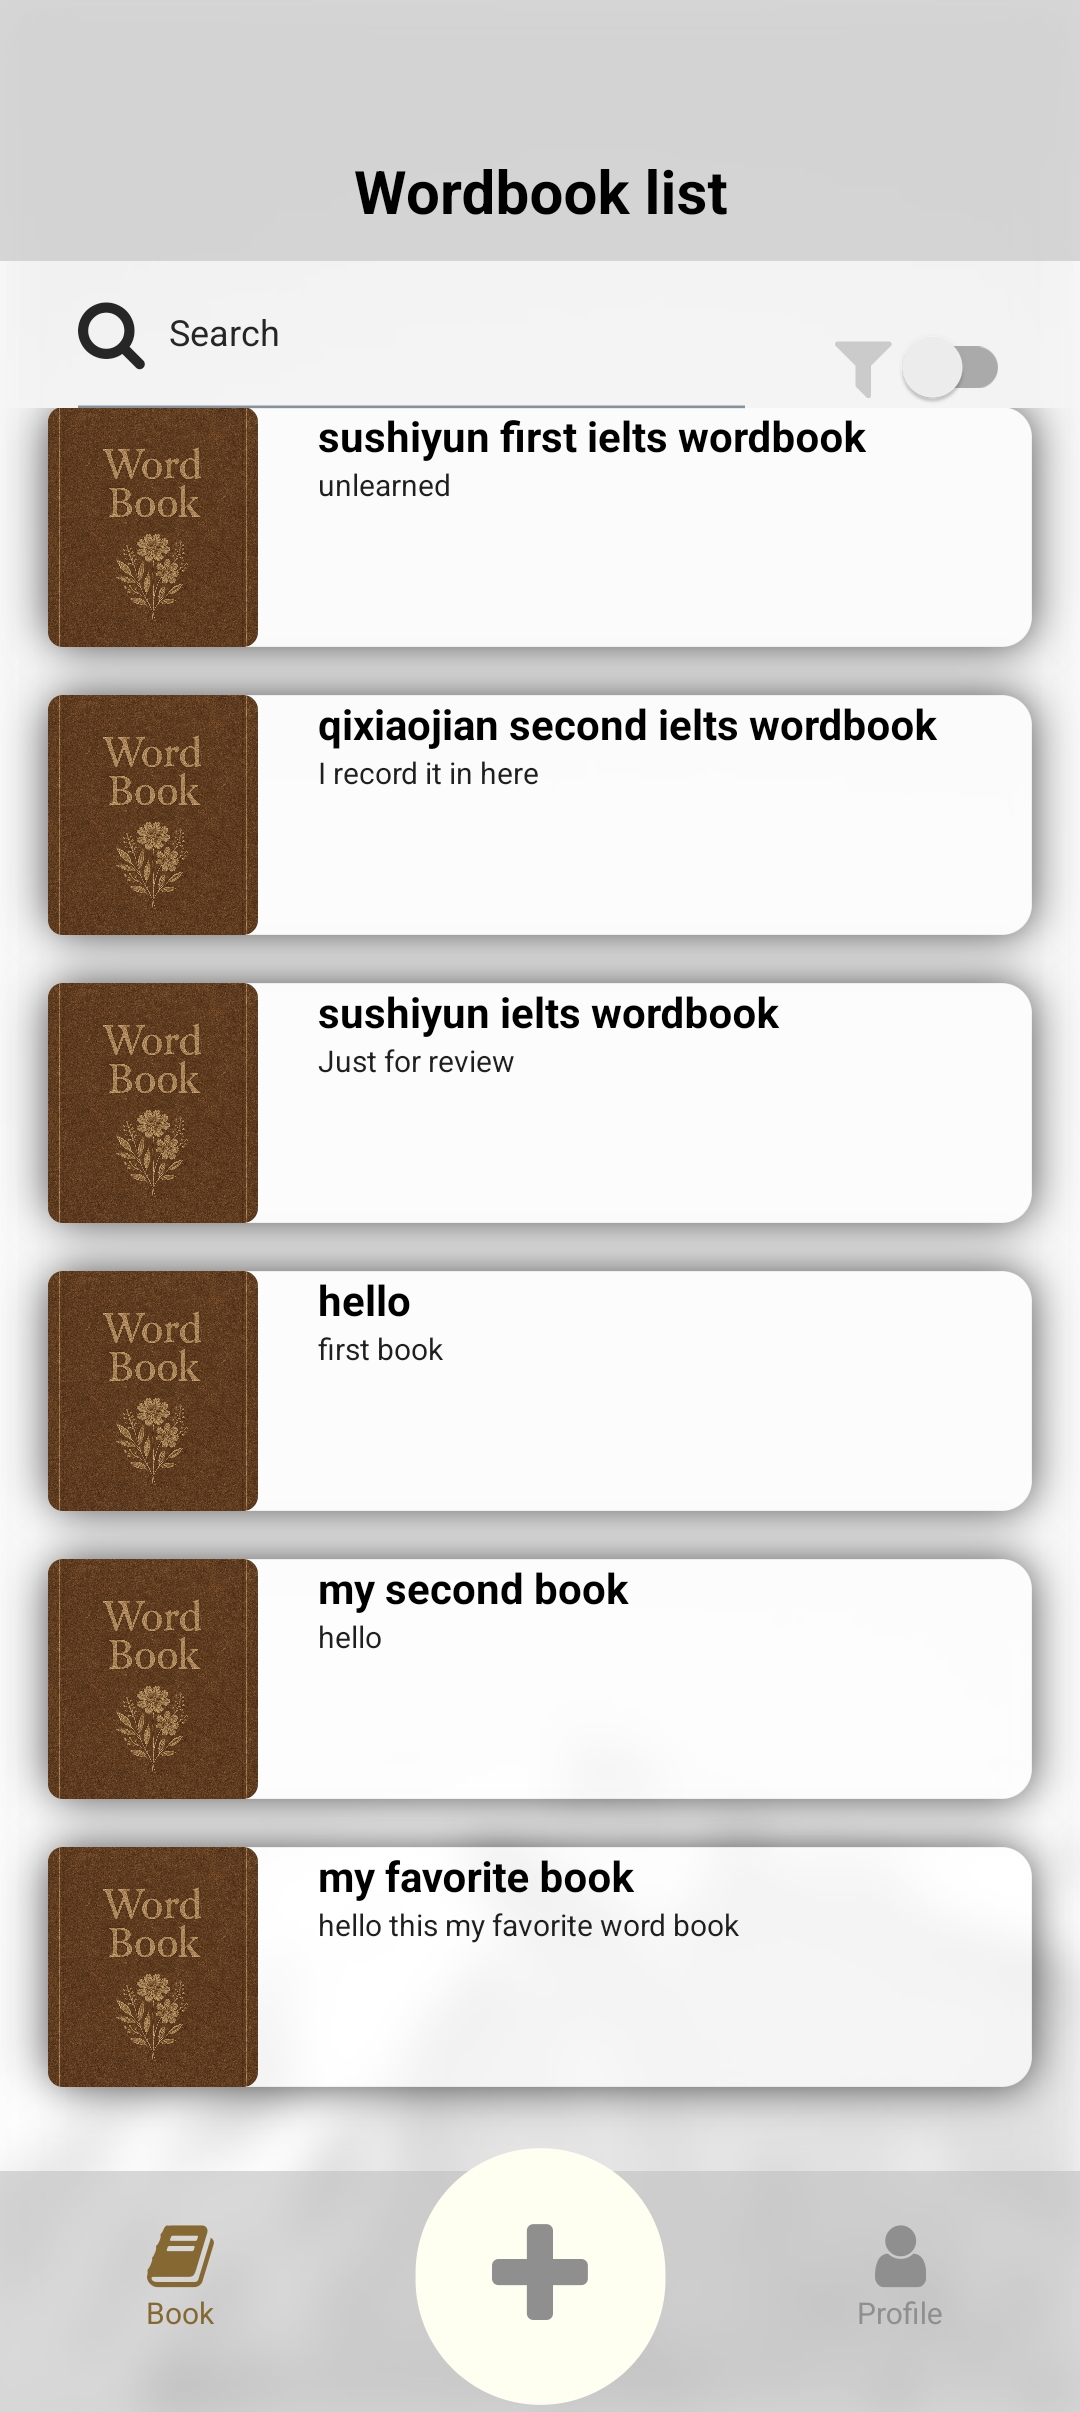 Wordbook list
Search
Word
Book
sushiyun first ielts wordbook
unlearned
Word
Book
qixiaojian second ielts wordbook
I record it in here
Word
Book
sushiyun ielts wordbook
Just for review
Word
Book
hello
first book
Word
Book
my second book
hello
Word
Book
my favorite book
hello this my favorite word book
Book
Profile